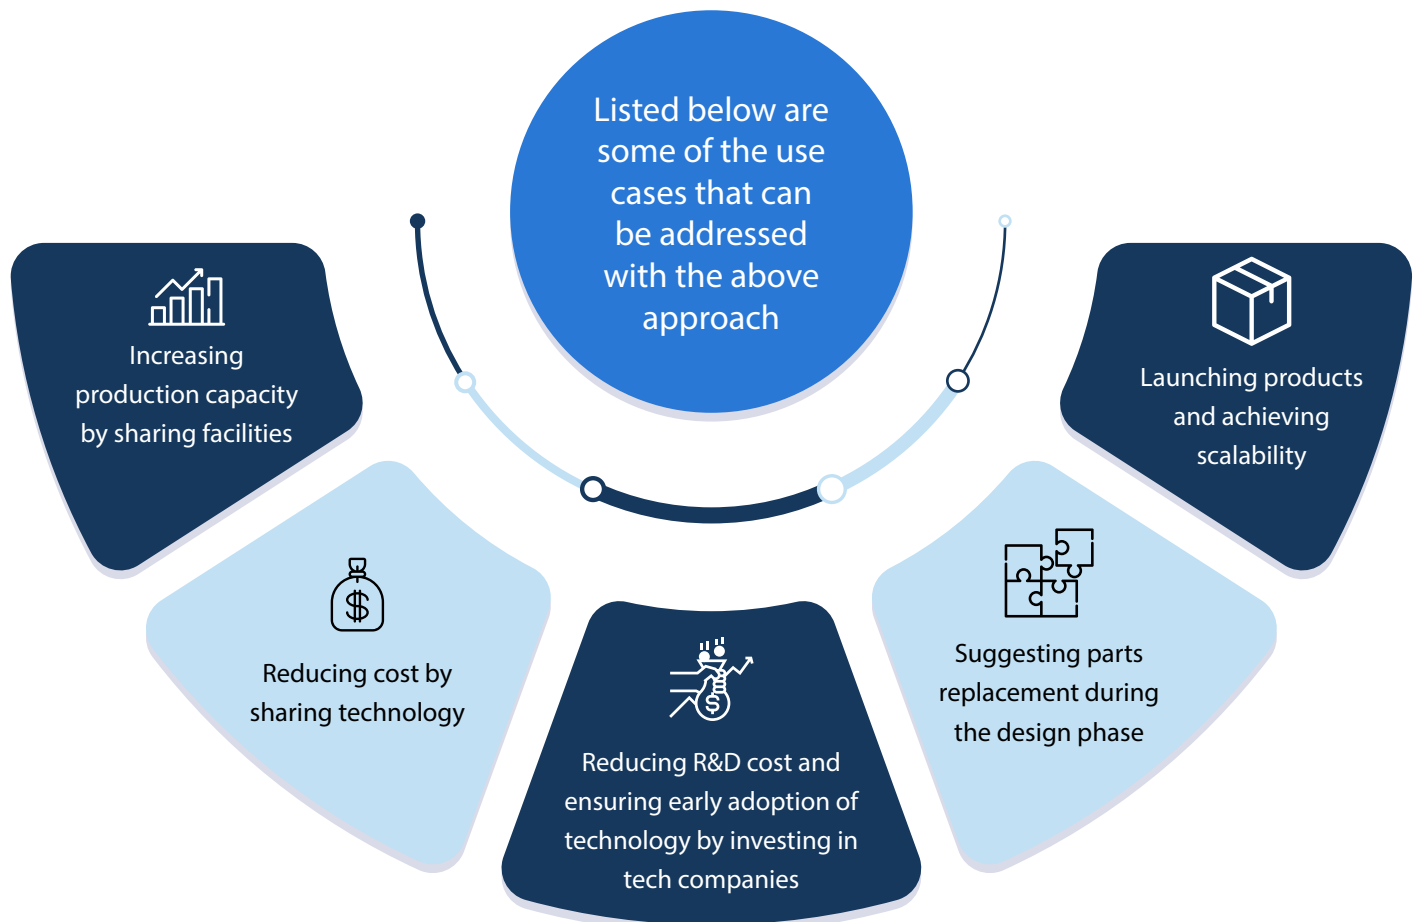 Listed below are
some of the use
cases that can
be addressed
with the above
approach
Increasing
production capacity
by sharing facilities
Reducing cost by
sharing technology
Reducing R&D cost and
ensuring early adoption of
technology by investing in
tech companies
Suggesting parts
replacement during
the design phase
Launching products
and achieving
scalability